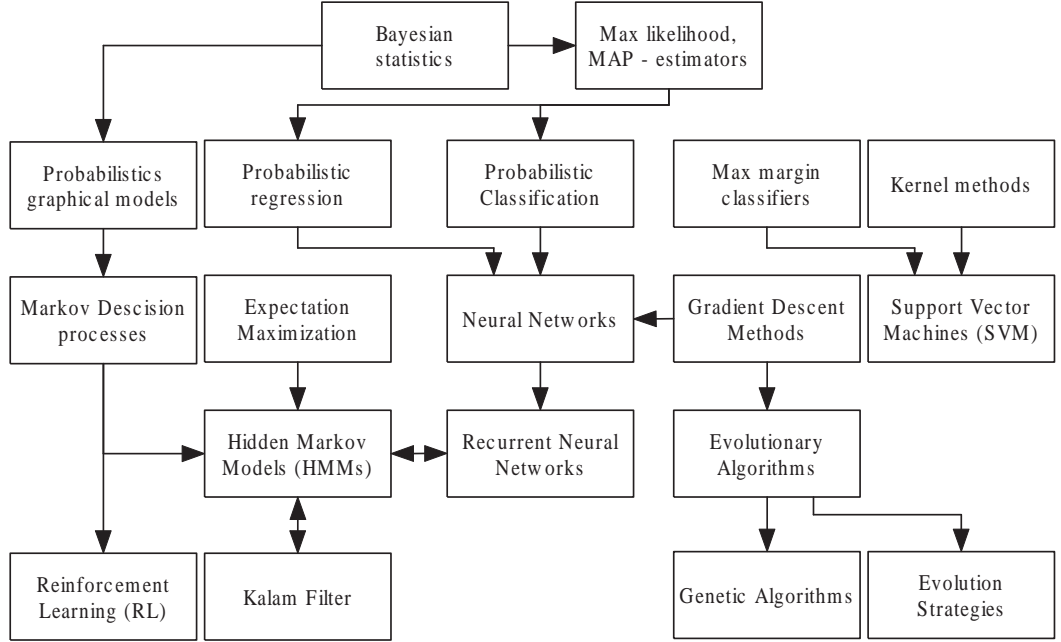 Bayesian
statistics
Max likelihood,
MAP - estimators
Probabilistics
graphical models
Probabilistic
regression
Probabilistic
Classification
Max margin
classifiers
Kernel methods
Markov Descision
processes
Expectation
Maximization
Neural Networks
Gradient Descent
Methods
Support Vector
Machines (SVM)
Hidden Markov
Models (HMMs)
Recurrent Neural
Networks
Evolutionary
Algorithms
Reinforcement
Learning (RL)
Kalam Filter
Genetic Algorithms
Evolution
Strategies